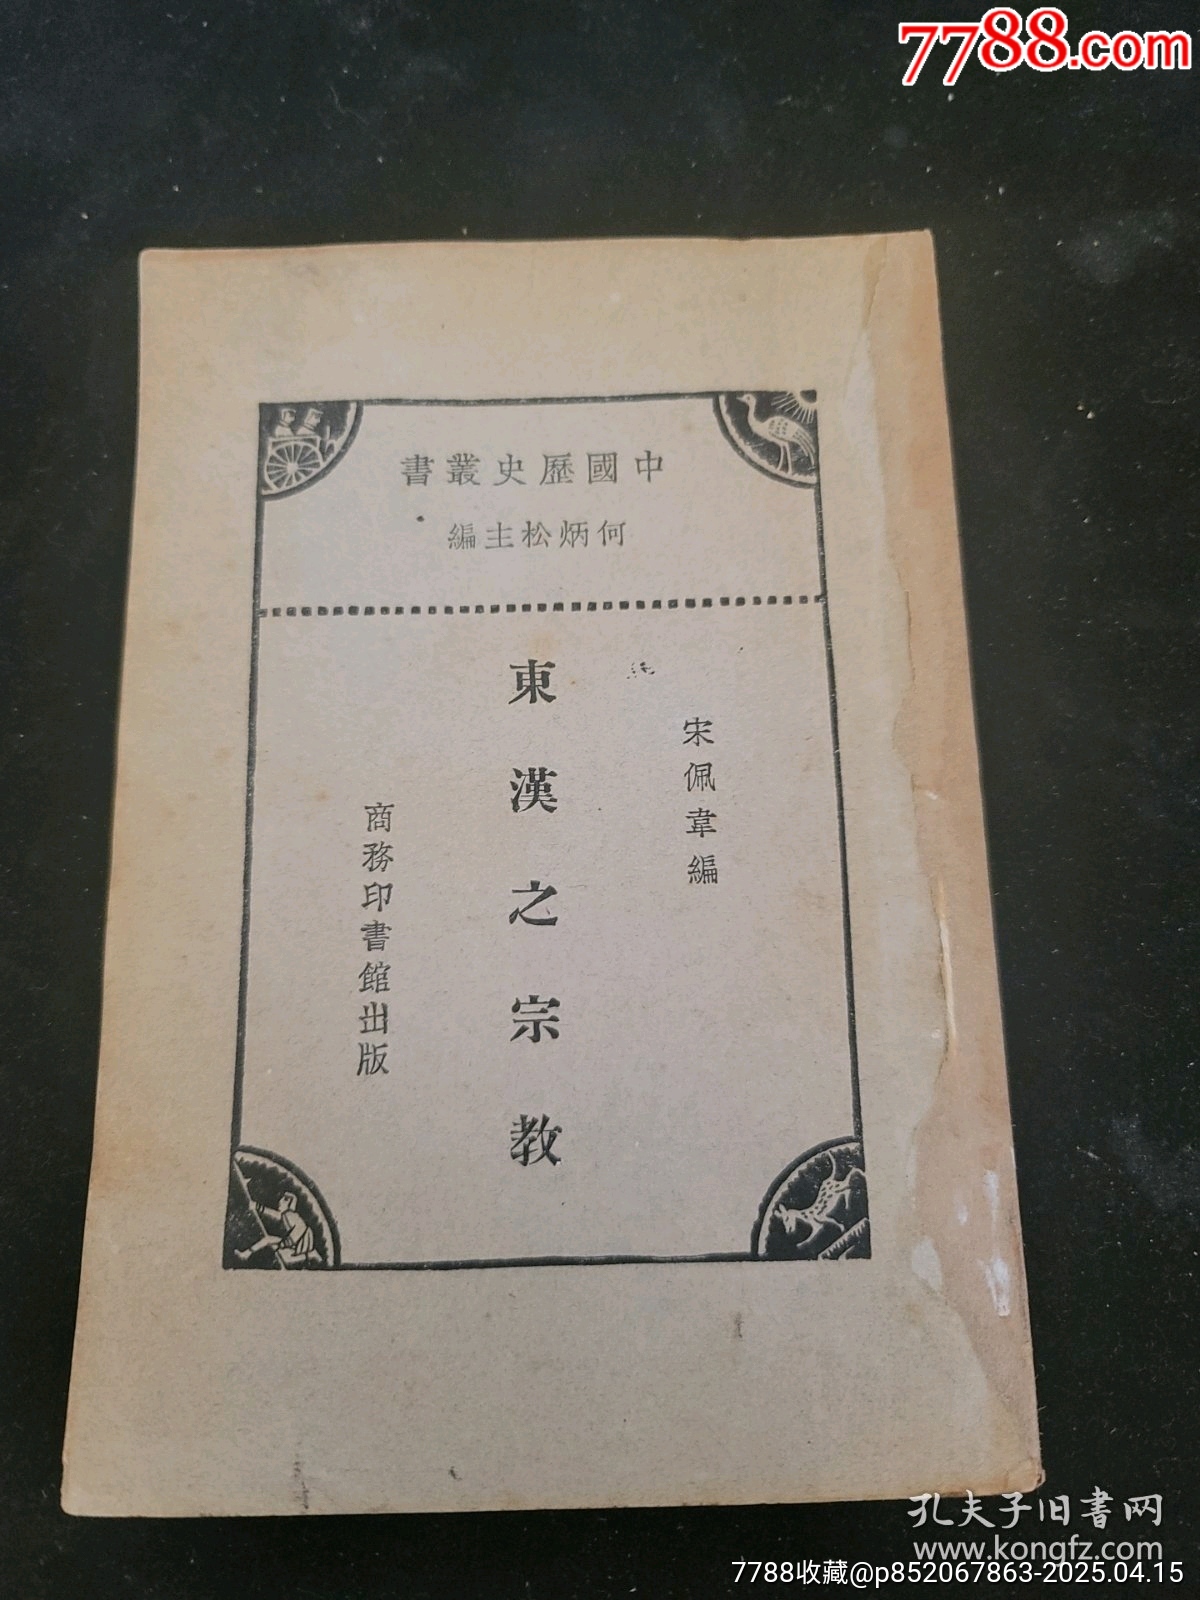 7788.com
中國歷史叢書
何炳松主編
宋佩韋編
東漢之宗教
商務印書館出版
孔夫子旧书网
www.kongfz.com
7788收藏@p852067863-2025.04.15